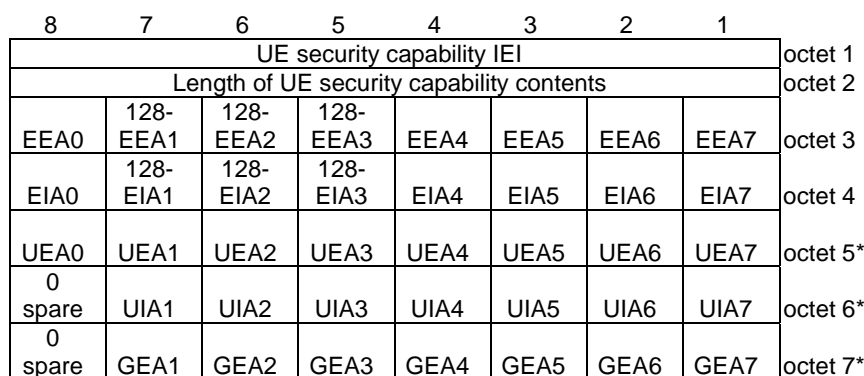 8 7 6 5 4 3 2 1
UE security capability IEI octet 1
Length of UE security capability contents octet 2
128- 128- 128-
EEA0 EEA1 EEA2 EEA3 EEA4 EEA5 EEA6 EEA7 octet 3
128- 128- 128-
EIA0 EIA1 EIA2 EIA3 EIA4 EIA5 EIA6 EIA7 octet 4
UEA0 UEA1 UEA2 UEA3 UEA4 UEA5 UEA6 UEA7 octet 5*
0
spare UIA1 UIA2 UIA3 UIA4 UIA5 UIA6 UIA7 octet 6*
0
spare GEA1 GEA2 GEA3 GEA4 GEA5 GEA6 GEA7 octet 7*